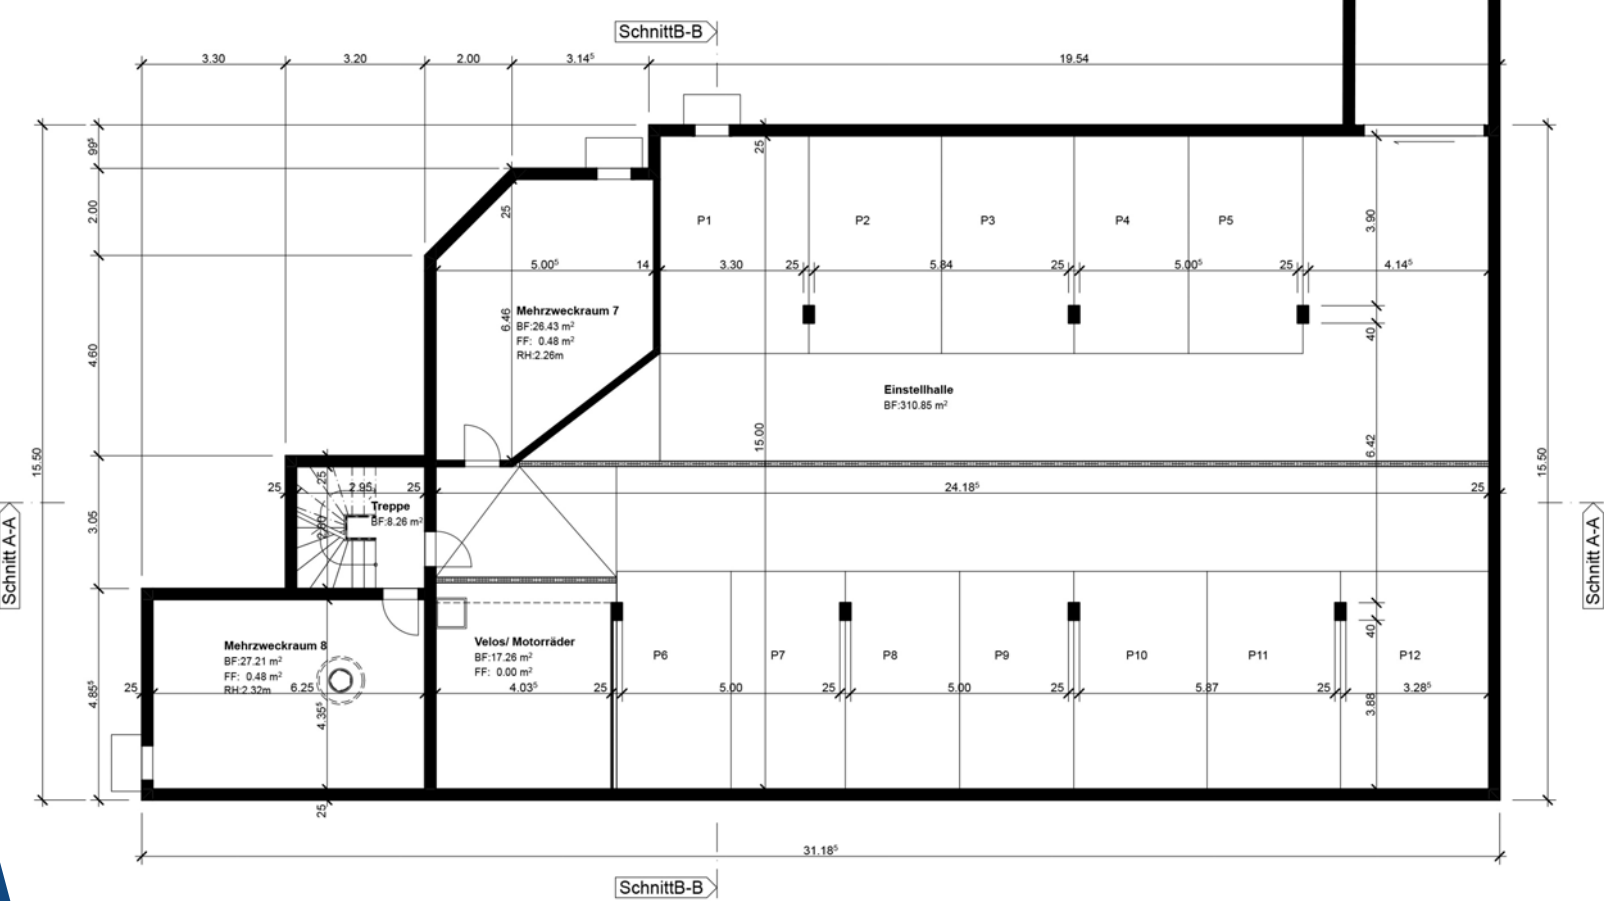 SchnittB-B
3.30 3.20 2.00 3.14⁵ 19.54
99⁵
25
25
2.00
P1 P2 P3 P4 P5
3.90
5.00⁵ 14 3.30 25 5.84 25 5.00⁵ 25 4.14⁵
Mehrzweckraum 7
BF:26.43 m²
FF: 0.48 m²
RH:2.26m
6.46
40
4.60
Einstellhalle
BF:310.85 m²
15.00
6.42
15.50
15.50
25
25 2.95 25 24.18⁵ 25
Treppe
BF:8.26 m²
3.05
Schnitt A-A
Schnitt A-A
40
Mehrzweckraum 8
BF:27.21 m²
FF: 0.48 m²
RH:2.32m
Velos/ Motorräder
BF:17.26 m²
FF: 0.00 m²
P6 P7 P8 P9 P10 P11 P12
25 6.25 4.03⁵ 25 5.00 25 5.00 25 5.87 25 3.28⁵
4.85⁵
4.35⁵
3.88
25
31.18⁵
SchnittB-B